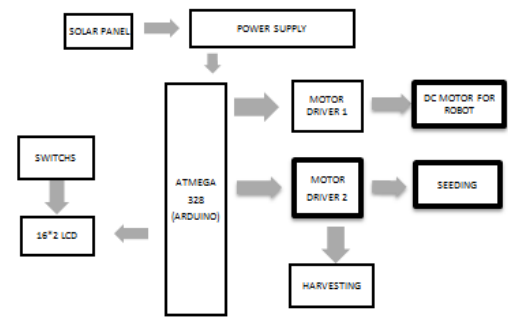 SOLAR PANEL
POWER SUPPLY
MOTOR
DRIVER 1
DC MOTOR FOR
ROBOT
SWITCHS
ATMEGA
328
(ARDUINO)
MOTOR
DRIVER 2
SEEDING
16*2 LCD
HARVESTING